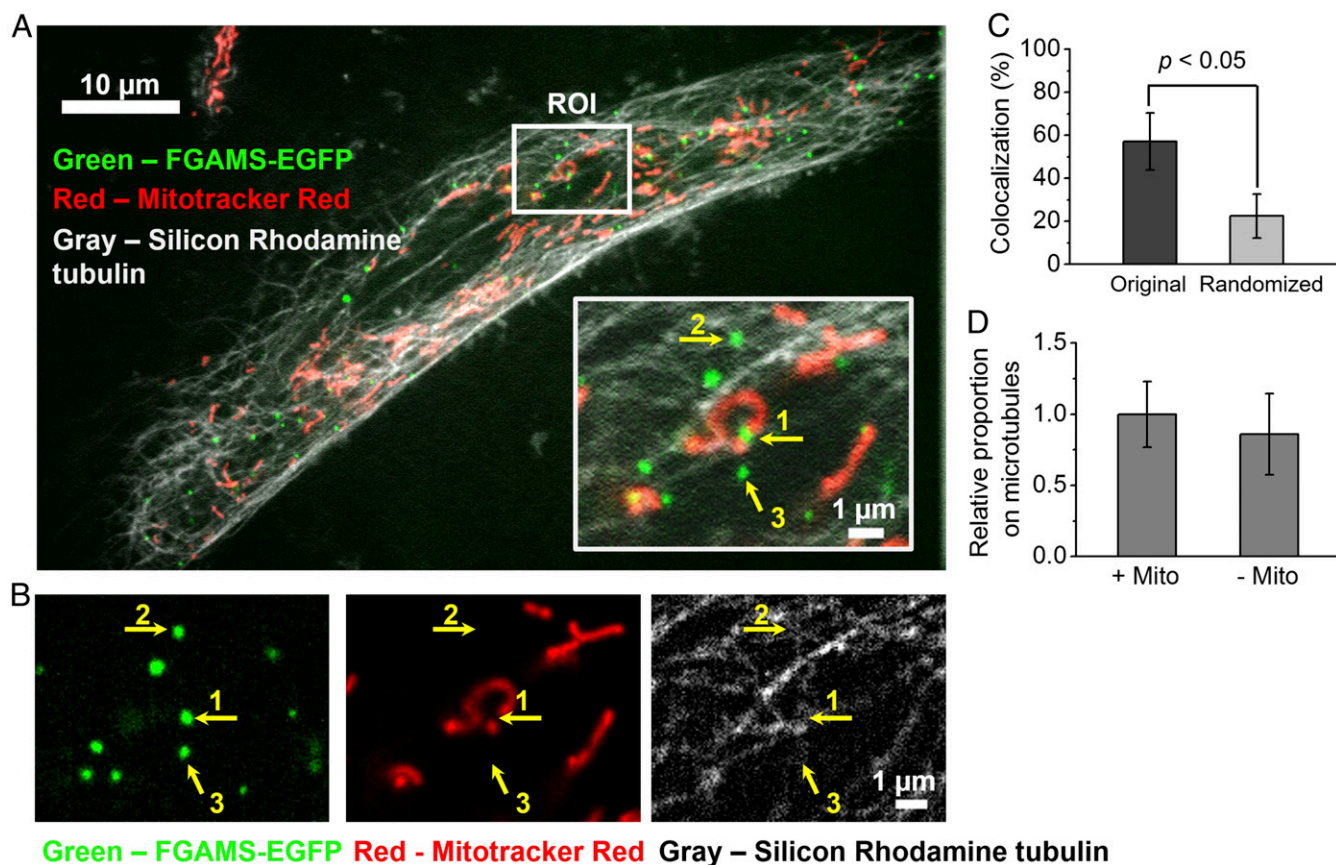 A
10 µm
ROI
Green – FGAMS-EGFP
Red – Mitotracker Red
Gray – Silicon Rhodamine
tubulin
2
1
3
1 µm
B
2
1
3
2
1
3
2
1
3
1 µm
Green – FGAMS-EGFP Red - Mitotracker Red Gray – Silicon Rhodamine tubulin
C
Colocalization (%)
100
80
60
40
20
0
p < 0.05
Original Randomized
D
Relative proportion
on microtubules
1.5
1.0
0.5
0.0
+ Mito - Mito